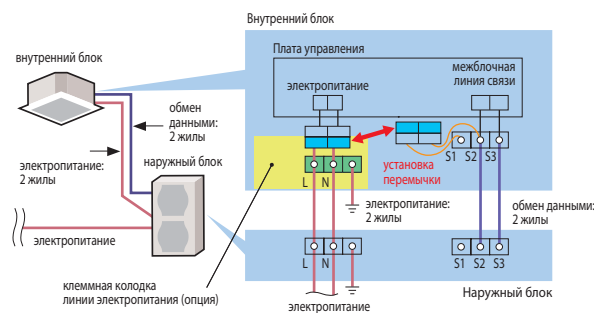 Внутренний блок
Плата управления
внутренний блок
электропитание
межблочная
линия связи
обмен
данными:
2 жилы
S1 S2 S3
установка
перемычки
электропитание:
2 жилы
наружный блок
L N
электропитание:
2 жилы
обмен данными:
2 жилы
электропитание
L N
S1 S2 S3
клеммная колодка
линии электропитания (опция)
Наружный блок
электропитание